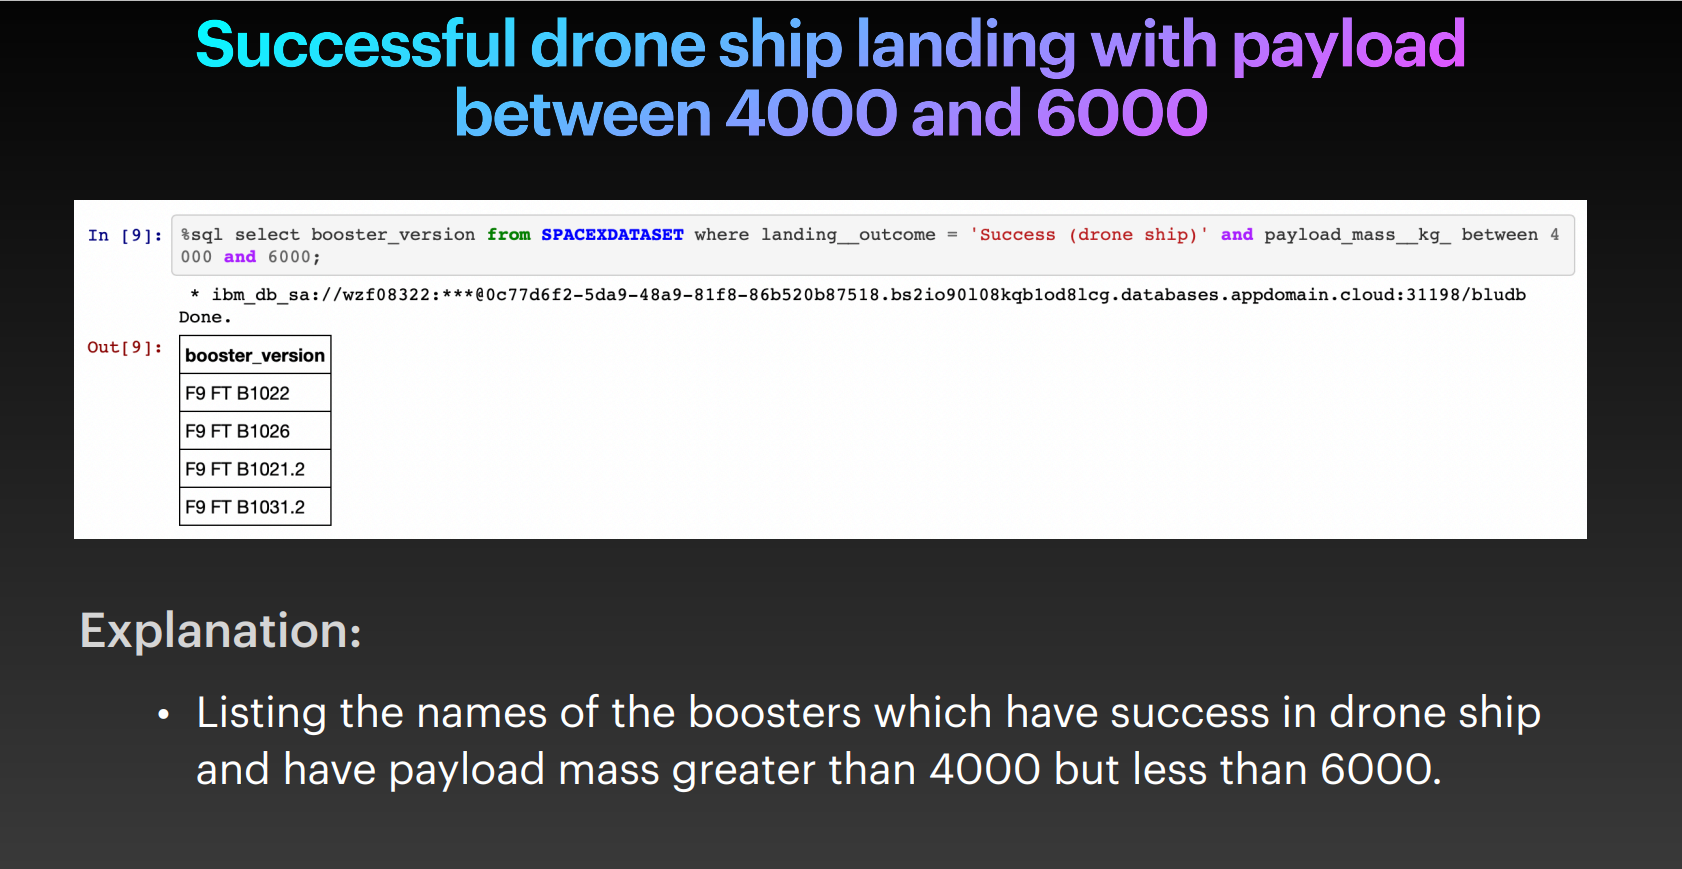 Successful drone ship landing with payload
between 4000 and 6000
In [9]: %sql select booster_version from SPACEXDATASET where landing__outcome = 'Success (drone ship)' and payload_mass__kg_ between 4
000 and 6000;
* ibm_db_sa://wzf08322:***@0c77d6f2-5da9-48a9-81f8-86b520b87518.bs2io90l08kqb1od8lcg.databases.appdomain.cloud:31198/bludb
Done.
Out[9]:
booster_version
F9 FT B1022
F9 FT B1026
F9 FT B1021.2
F9 FT B1031.2
Explanation:
• Listing the names of the boosters which have success in drone ship
and have payload mass greater than 4000 but less than 6000.